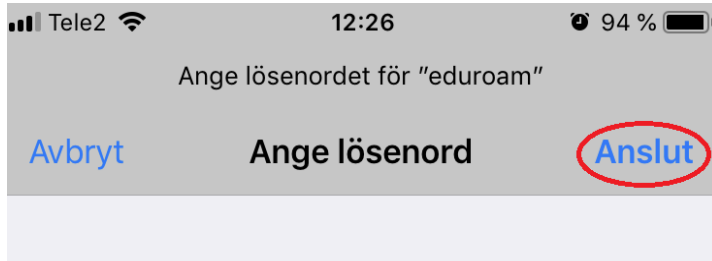 Tele2 12:26 94 %
Ange lösenordet för ”eduroam”
Avbryt Ange lösenord Anslut